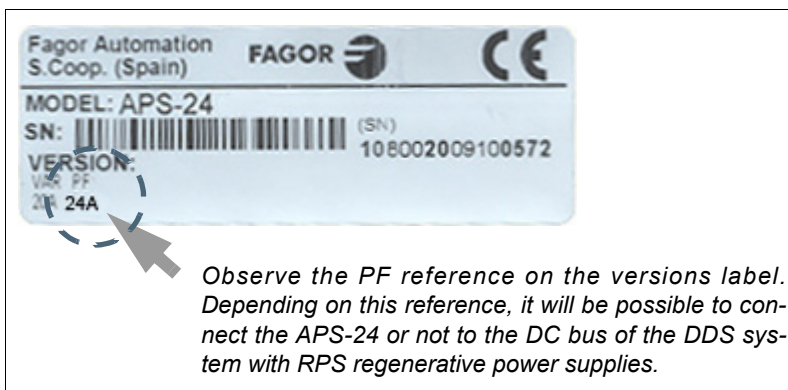 Fagor Automation
S.Coop. (Spain)
FAGOR
CE
MODEL: APS-24
SN:
(SN)
108002009100572
VERSION:
VAR PF
20A 24A
Observe the PF reference on the versions label.
Depending on this reference, it will be possible to con-
nect the APS-24 or not to the DC bus of the DDS sys-
tem with RPS regenerative power supplies.